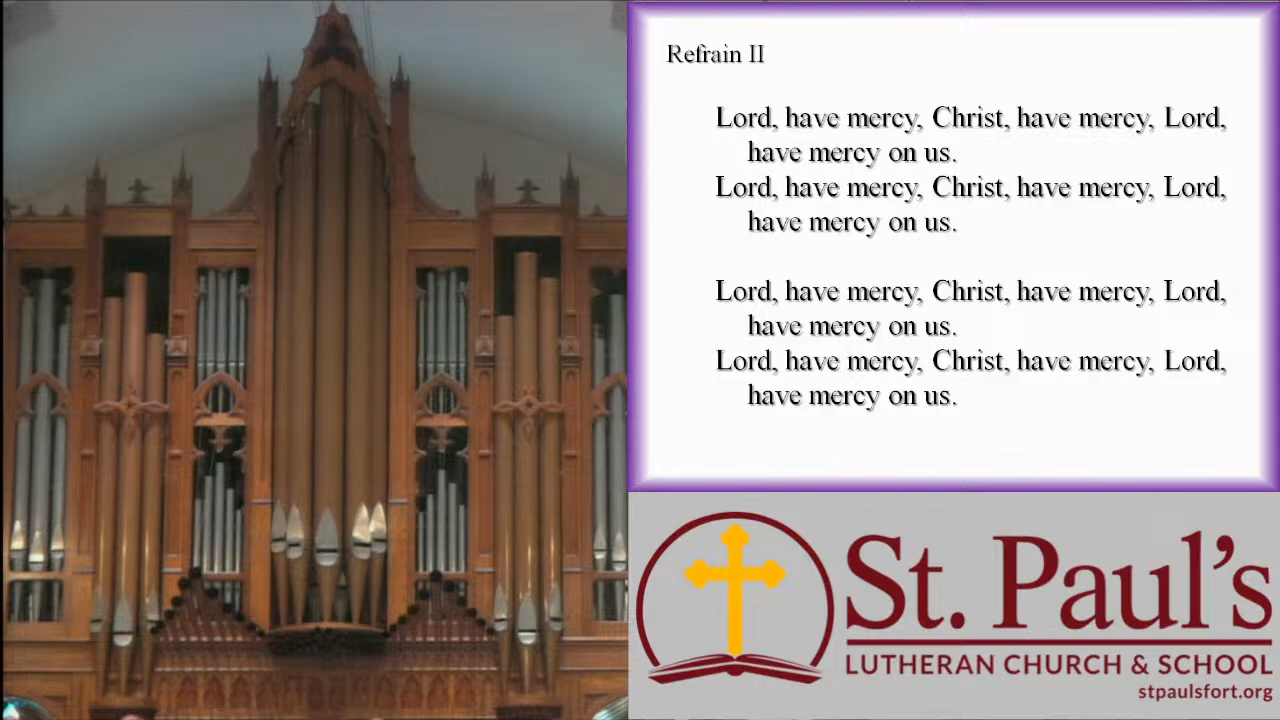 Refrain II
Lord, have mercy, Christ, have mercy, Lord,
have mercy on us.
Lord, have mercy, Christ, have mercy, Lord,
have mercy on us.
Lord, have mercy, Christ, have mercy, Lord,
have mercy on us.
Lord, have mercy, Christ, have mercy, Lord,
have mercy on us.
St. Paul's
LUTHERAN CHURCH & SCHOOL
stpaulsfort.org